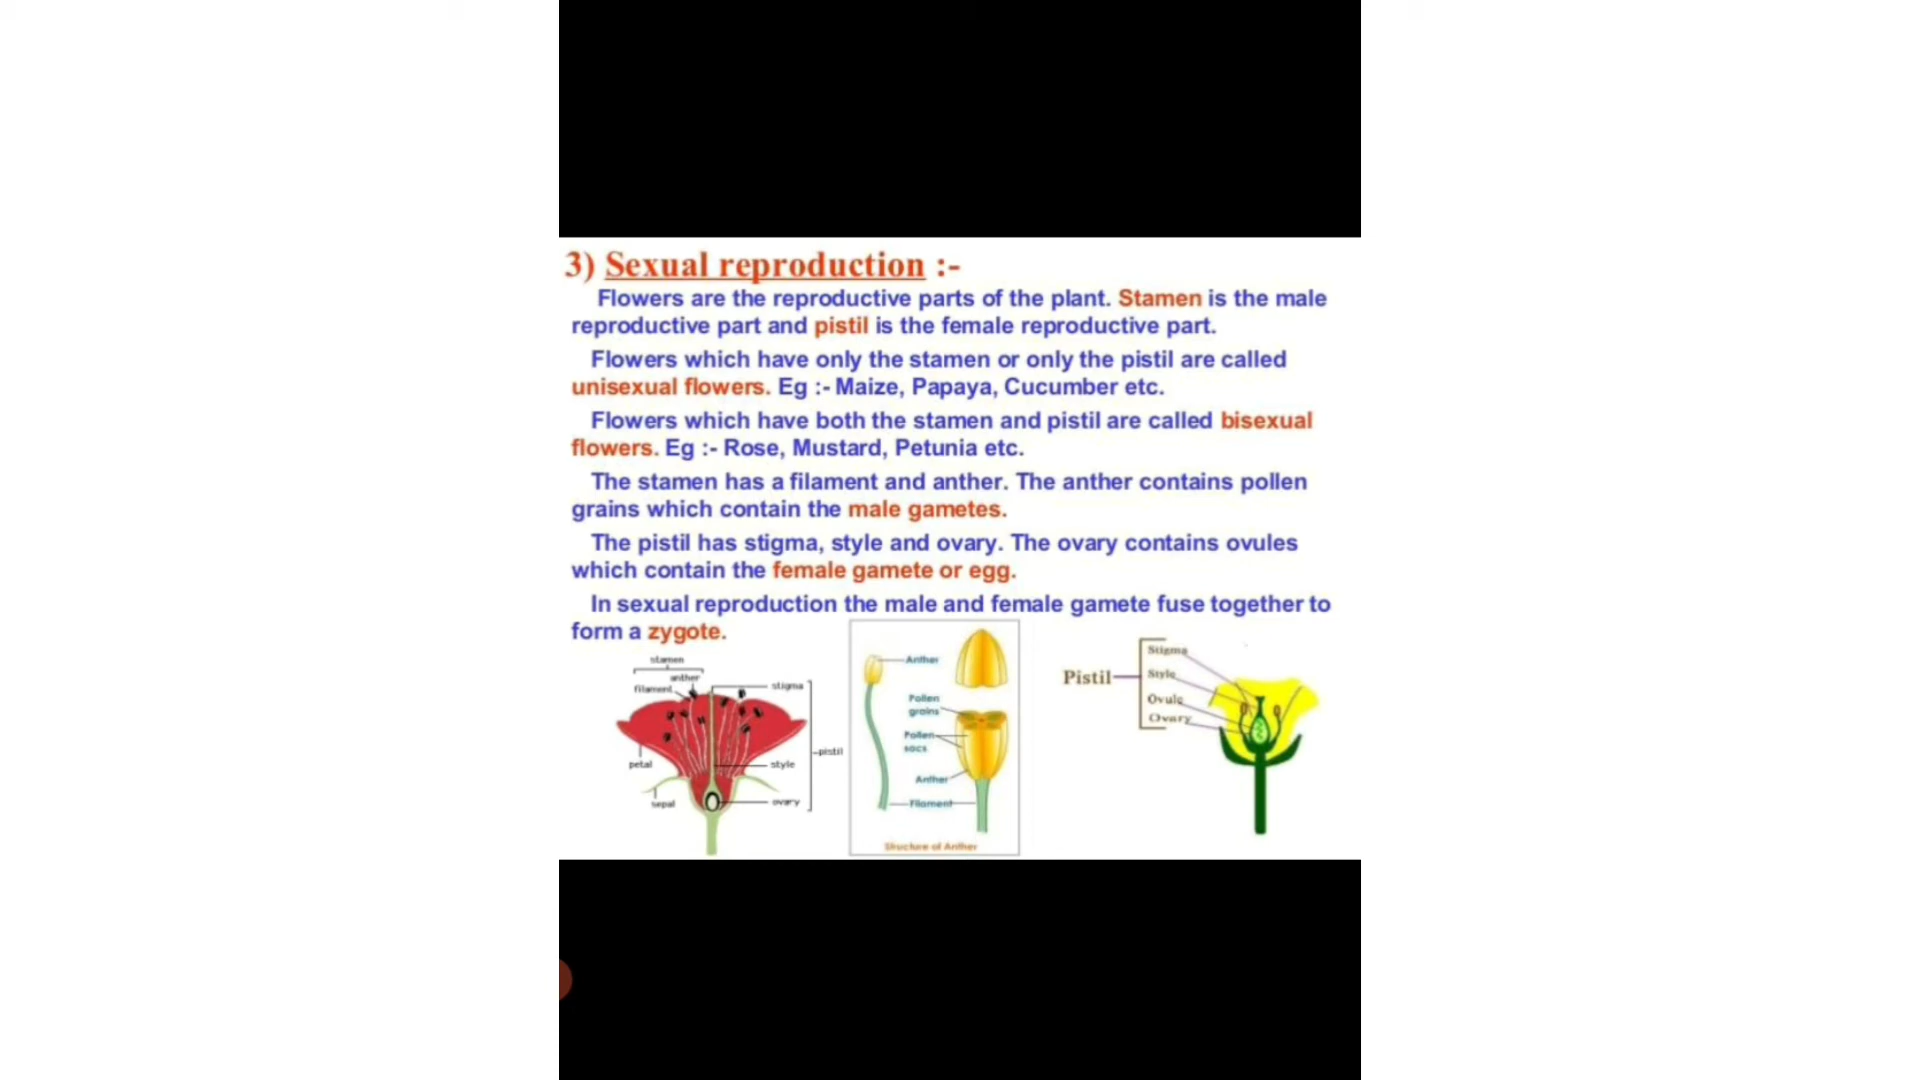 3) Sexual reproduction :-
Flowers are the reproductive parts of the plant. Stamen is the male
reproductive part and pistil is the female reproductive part.
Flowers which have only the stamen or only the pistil are called
unisexual flowers. Eg :- Maize, Papaya, Cucumber etc.
Flowers which have both the stamen and pistil are called bisexual
flowers. Eg :- Rose, Mustard, Petunia etc.
The stamen has a filament and anther. The anther contains pollen
grains which contain the male gametes.
The pistil has stigma, style and ovary. The ovary contains ovules
which contain the female gamete or egg.
In sexual reproduction the male and female gamete fuse together to
form a zygote.
stamen
anther
filament
stigma
pistil
petal
style
sepal
ovary
Anther
Pollen
grains
Pollen
sacs
Anther
Filament
Structure of Anther
Pistil
Stigma
Style
Ovule
Ovary